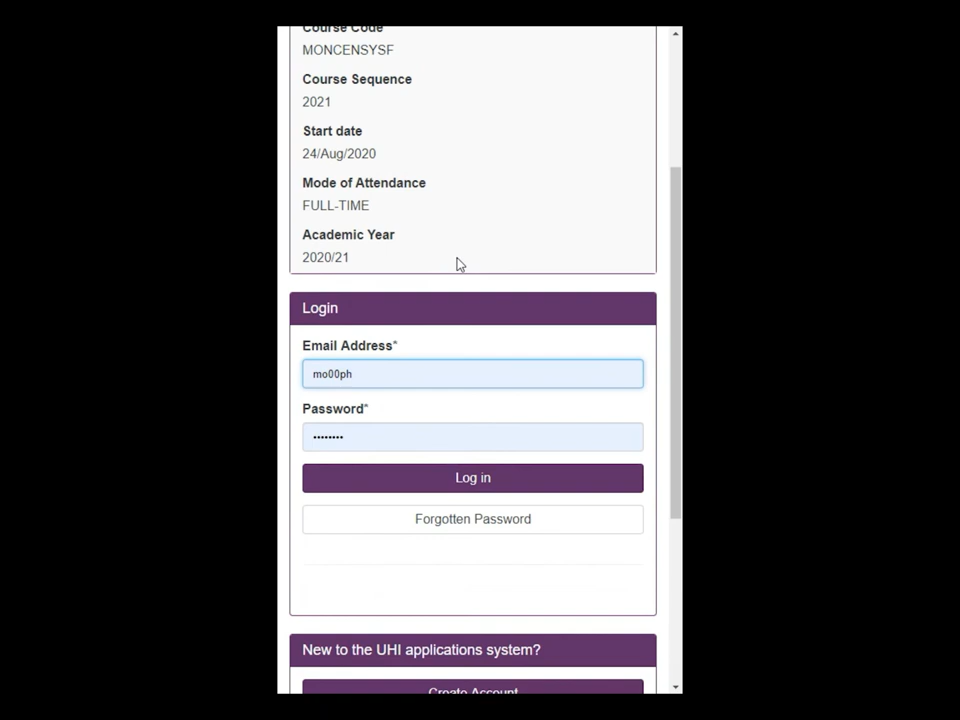 Course Code
MONCENSYSF
Course Sequence
2021
Start date
24/Aug/2020
Mode of Attendance
FULL-TIME
Academic Year
2020/21
Login
Email Address*
mo00ph
Password*
••••••••
Log in
Forgotten Password
New to the UHI applications system?
Create Account